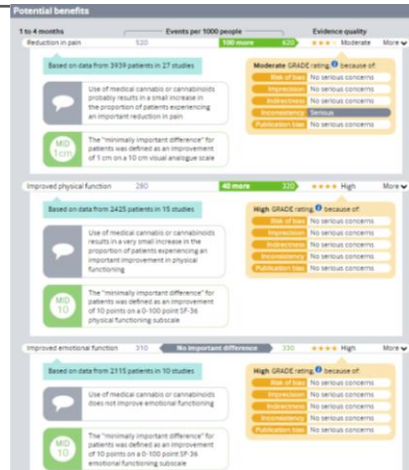 Potential benefits
1 to 4 months Events per 1000 people Evidence quality
Reduction in pain 520 100 more 620 Moderate More
Based on data from 3939 patients in 27 studies
Use of medical cannabis or cannabinoids
probably results in a small increase in
the proportion of patients experiencing
an important reduction in pain
MID
1cm
The "minimally important difference" for
patients was defined as an improvement
of 1 cm on a 10 cm visual analogue scale
Moderate GRADE rating, because of:
Risk of bias No serious concerns
Imprecision No serious concerns
Indirectness No serious concerns
Inconsistency Serious
Publication bias No serious concerns
Improved physical function 280 40 more 320 High More
Based on data from 2425 patients in 15 studies
Use of medical cannabis or cannabinoids
results in a very small increase in the
proportion of patients experiencing an
important improvement in physical
functioning
MID
10
The "minimally important difference" for
patients was defined as an improvement
of 10 points on a 0-100 point SF-36
physical functioning subscale
High GRADE rating, because of:
Risk of bias No serious concerns
Imprecision No serious concerns
Indirectness No serious concerns
Inconsistency No serious concerns
Publication bias No serious concerns
Improved emotional function 310 No important difference 330 High More
Based on data from 2115 patients in 10 studies
Use of medical cannabis or cannabinoids
does not improve emotional functioning
MID
10
The "minimally important difference" for
patients was defined as an improvement
of 10 points on a 0-100 point SF-36
emotional functioning subscale
High GRADE rating, because of:
Risk of bias No serious concerns
Imprecision No serious concerns
Indirectness No serious concerns
Inconsistency No serious concerns
Publication bias No serious concerns